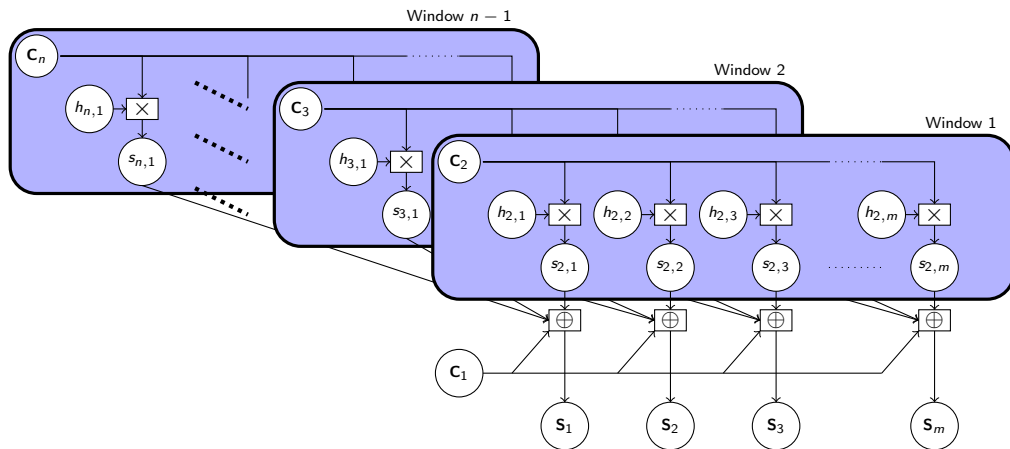 Window n − 1
C_n
Window 2
h_{n,1} ×
C_3
Window 1
s_{n,1}
h_{3,1} ×
C_2
s_{3,1}
h_{2,1} × h_{2,2} × h_{2,3} × h_{2,m} ×
s_{2,1} s_{2,2} s_{2,3} ........ s_{2,m}
⊕ ⊕ ⊕ ⊕
C_1
S_1 S_2 S_3 S_m